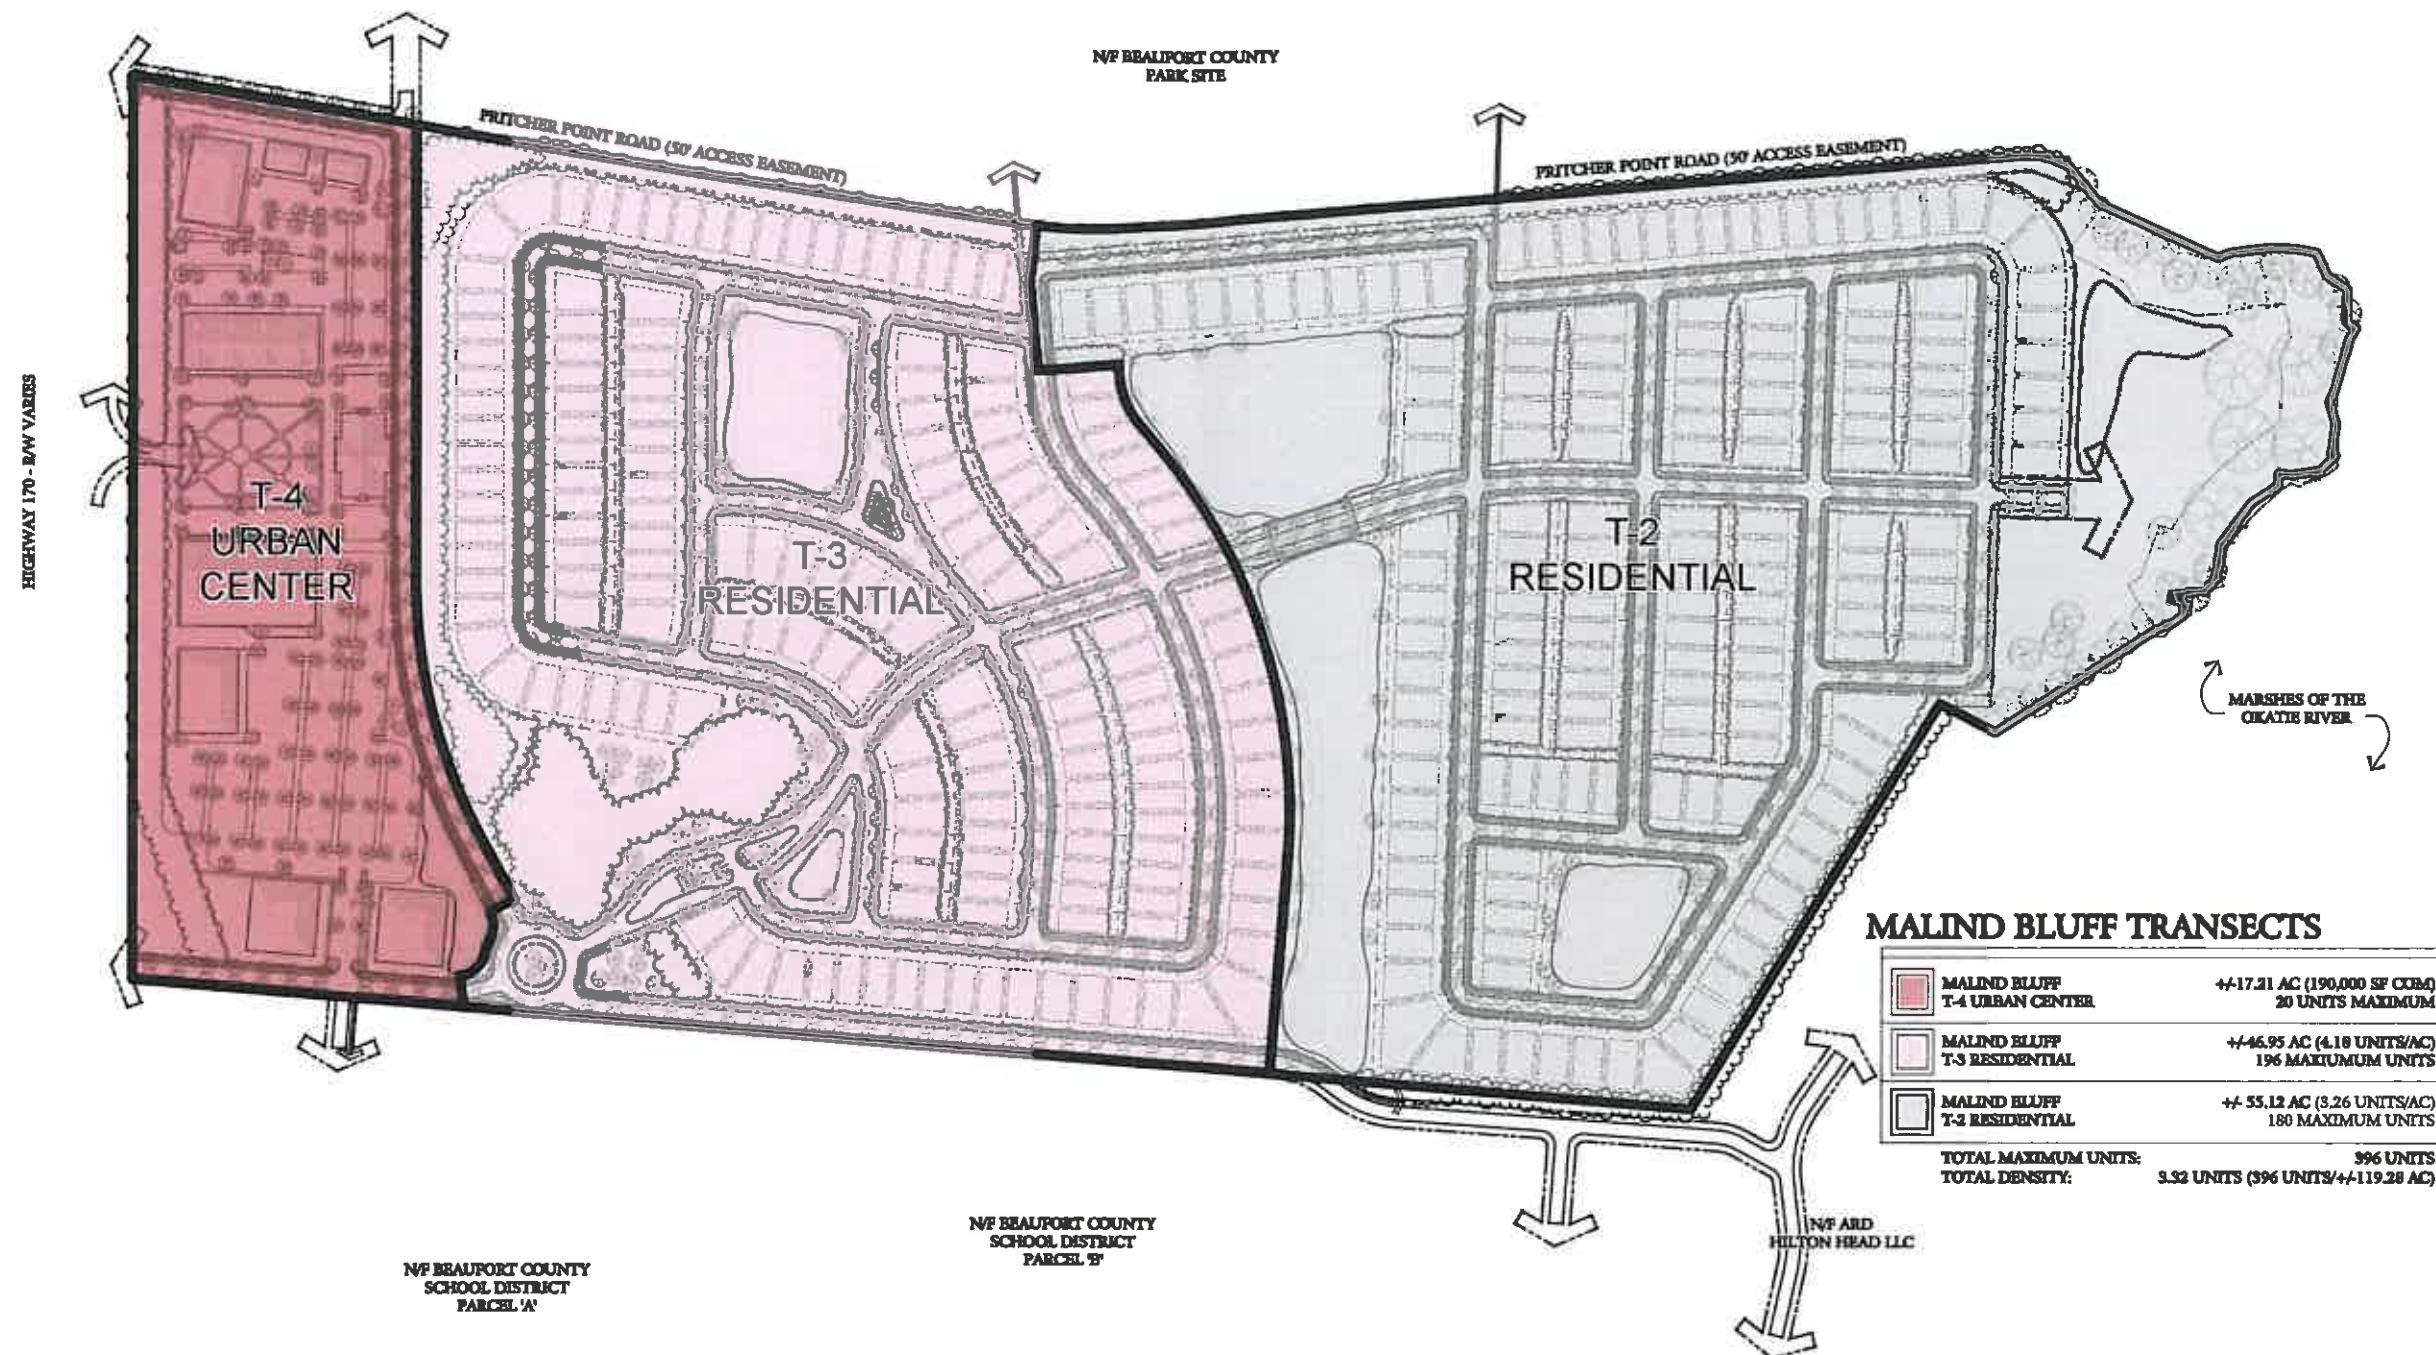 N/F BEAUFORT COUNTY
PARK SITE
PRITCHER POINT ROAD (50' ACCESS EASEMENT)
PRITCHER POINT ROAD (50' ACCESS EASEMENT)
HIGHWAY 170 - R/W VARIES
T-4
URBAN
CENTER
T-3
RESIDENTIAL
T-2
RESIDENTIAL
MARSHES OF THE
OKATIE RIVER
MALIND BLUFF TRANSECTS
MALIND BLUFF +/-17.21 AC (190,000 SF COM)
T-4 URBAN CENTER 20 UNITS MAXIMUM
MALIND BLUFF +/-46.95 AC (4.18 UNITS/AC)
T-3 RESIDENTIAL 196 MAXIUMUM UNITS
MALIND BLUFF +/- 55.12 AC (3.26 UNITS/AC)
T-2 RESIDENTIAL 180 MAXIMUM UNITS
TOTAL MAXIMUM UNITS: 396 UNITS
TOTAL DENSITY: 3.32 UNITS (396 UNITS/+/-119.28 AC)
N/F BEAUFORT COUNTY
SCHOOL DISTRICT
PARCEL 'B'
N/F ARD
HILTON HEAD LLC
N/F BEAUFORT COUNTY
SCHOOL DISTRICT
PARCEL 'A'